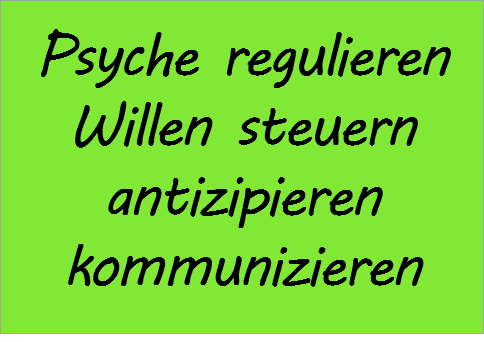 Psyche regulieren
Willen steuern
antizipieren
kommunizieren